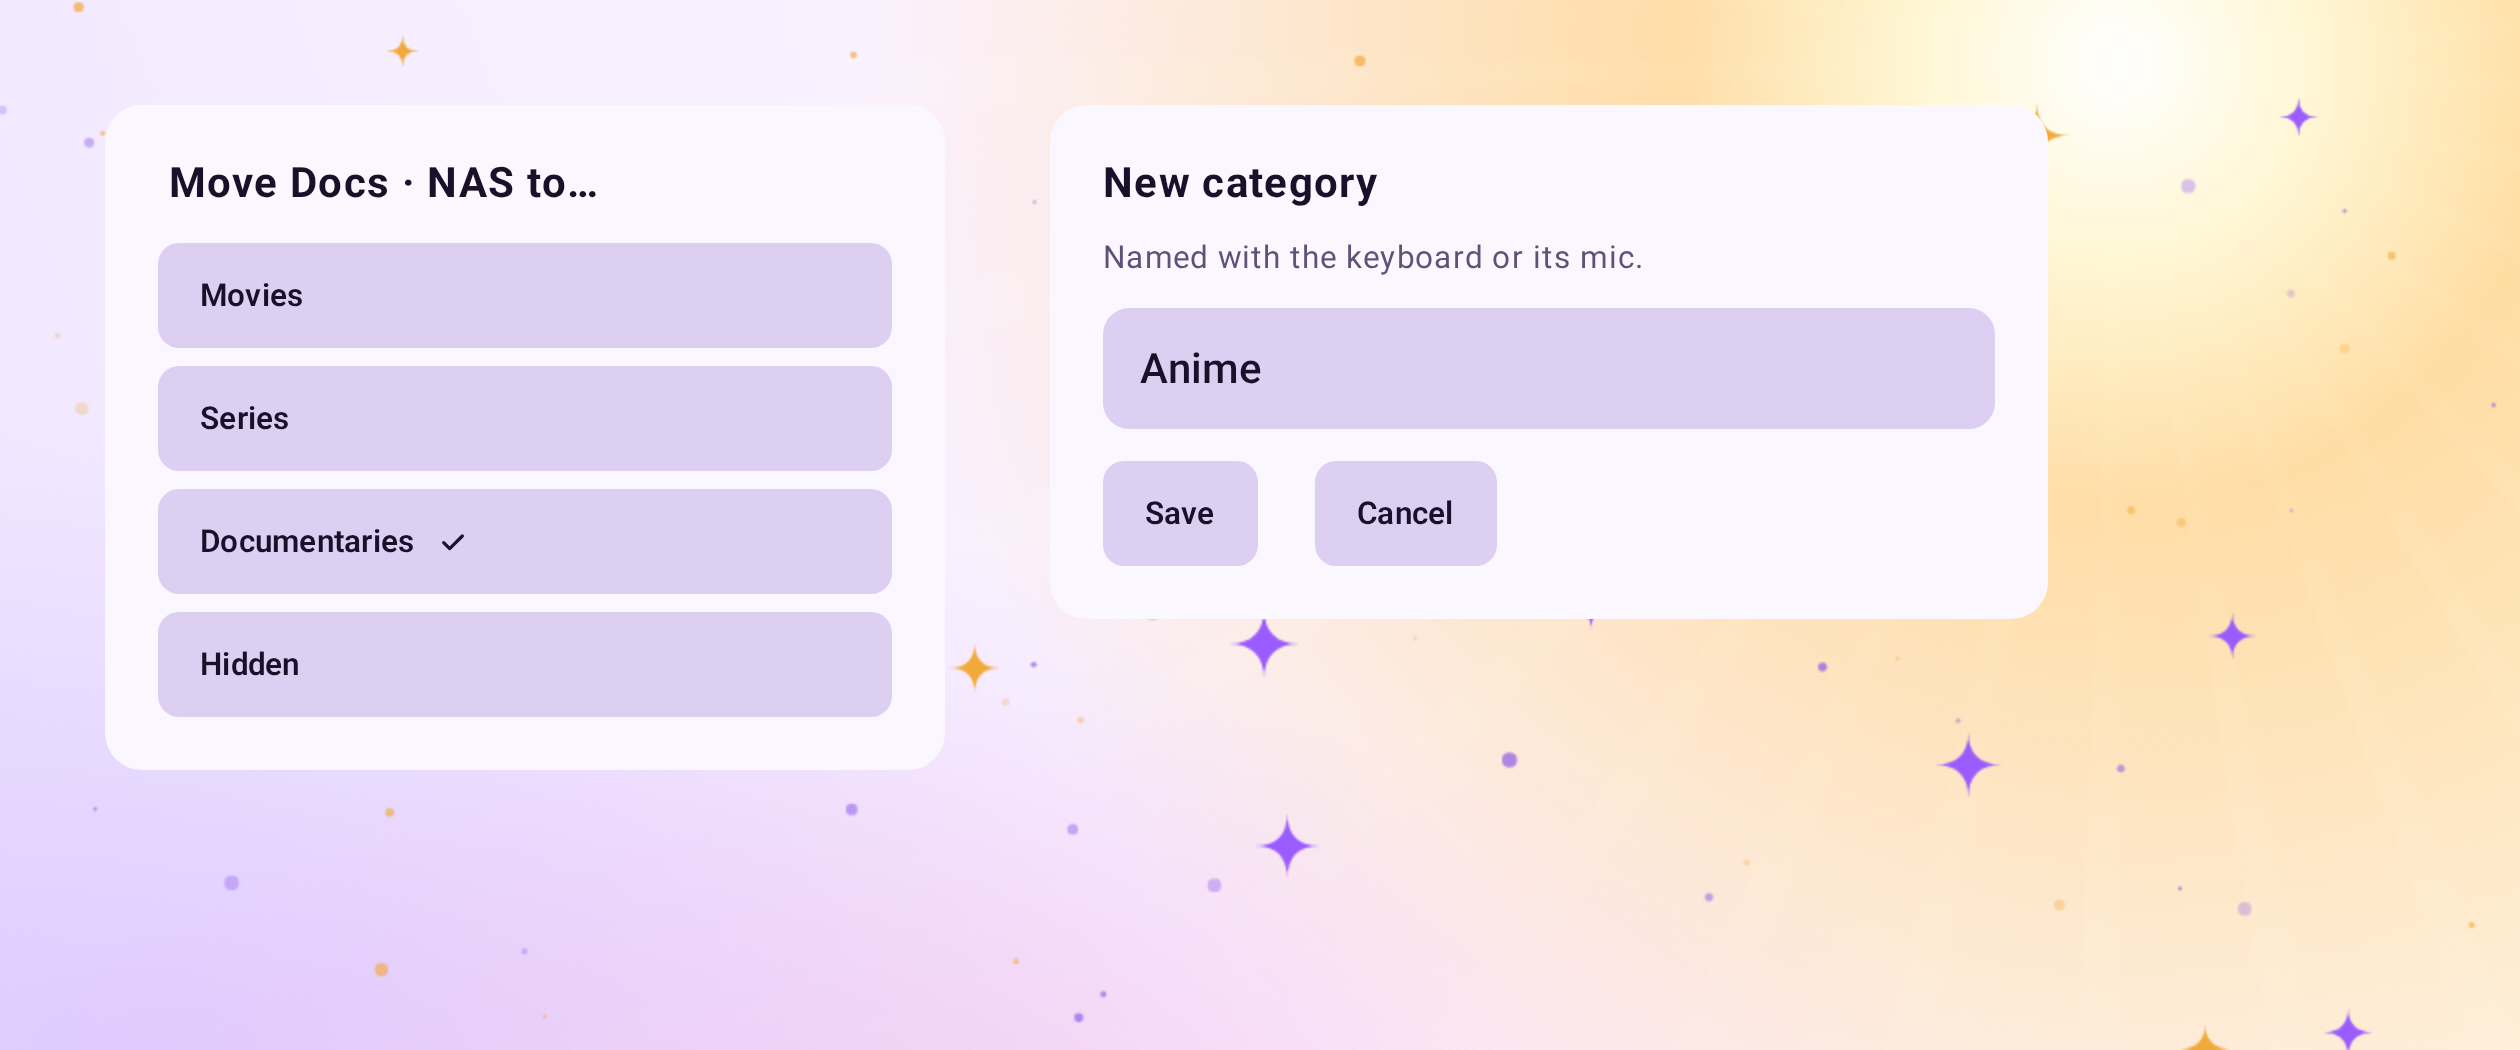 Move Docs · NAS to…
Movies
Series
Documentaries ✓
Hidden
New category
Named with the keyboard or its mic.
Anime
Save
Cancel